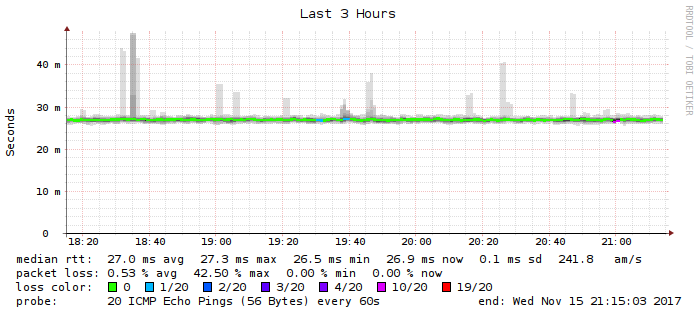 Last 3 Hours
RRDTOOL / TOBI OETIKER
Seconds
40 m
30 m
20 m
10 m
0
18:20 18:40 19:00 19:20 19:40 20:00 20:20 20:40 21:00
median rtt: 27.0 ms avg 27.3 ms max 26.5 ms min 26.9 ms now 0.1 ms sd 241.8 am/s
packet loss: 0.53 % avg 42.50 % max 0.00 % min 0.00 % now
loss color: 0 1/20 2/20 3/20 4/20 10/20 19/20
probe: 20 ICMP Echo Pings (56 Bytes) every 60s end: Wed Nov 15 21:15:03 2017